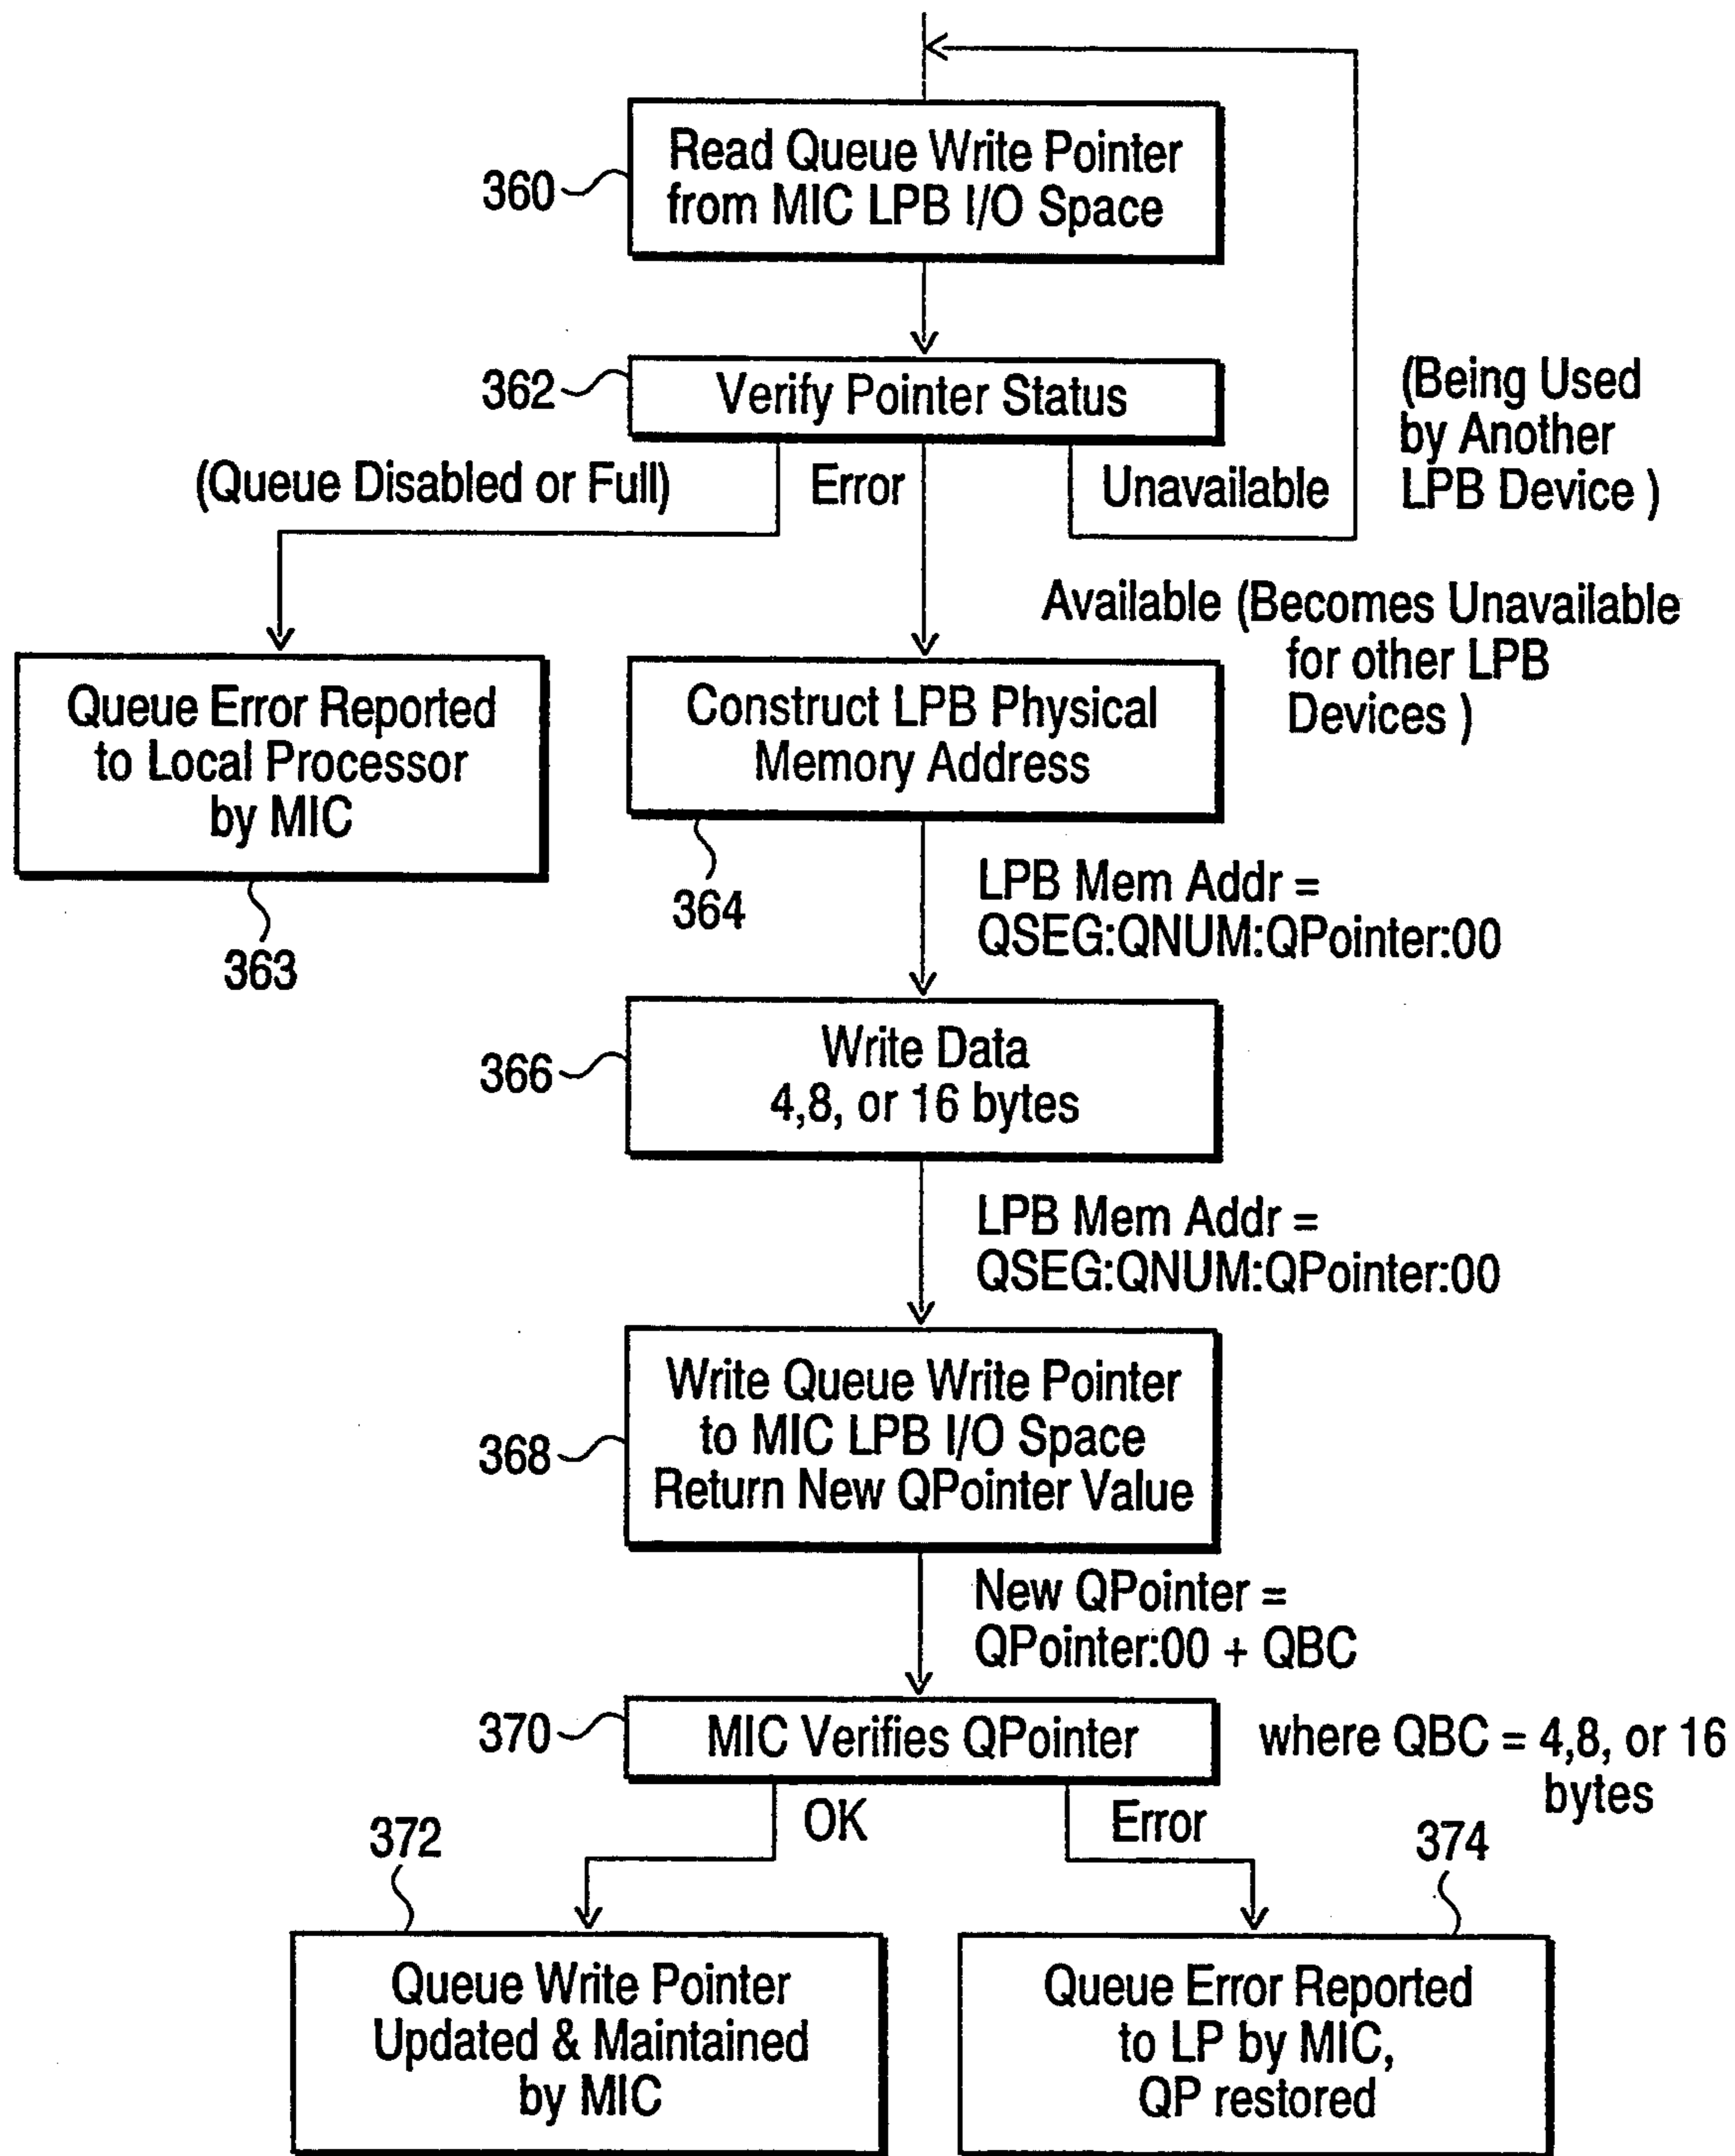 Read Queue Write Pointer
from MIC LPB I/O Space
360
Verify Pointer Status
362
(Being Used
by Another
LPB Device )
(Queue Disabled or Full)
Error
Unavailable
Available (Becomes Unavailable
for other LPB
Devices )
Queue Error Reported
to Local Processor
by MIC
363
Construct LPB Physical
Memory Address
364
LPB Mem Addr =
QSEG:QNUM:QPointer:00
Write Data
4,8, or 16 bytes
366
LPB Mem Addr =
QSEG:QNUM:QPointer:00
Write Queue Write Pointer
to MIC LPB I/O Space
Return New QPointer Value
368
New QPointer =
QPointer:00 + QBC
370
MIC Verifies QPointer
where QBC = 4,8, or 16
bytes
OK
Error
372
374
Queue Write Pointer
Updated & Maintained
by MIC
Queue Error Reported
to LP by MIC,
QP restored